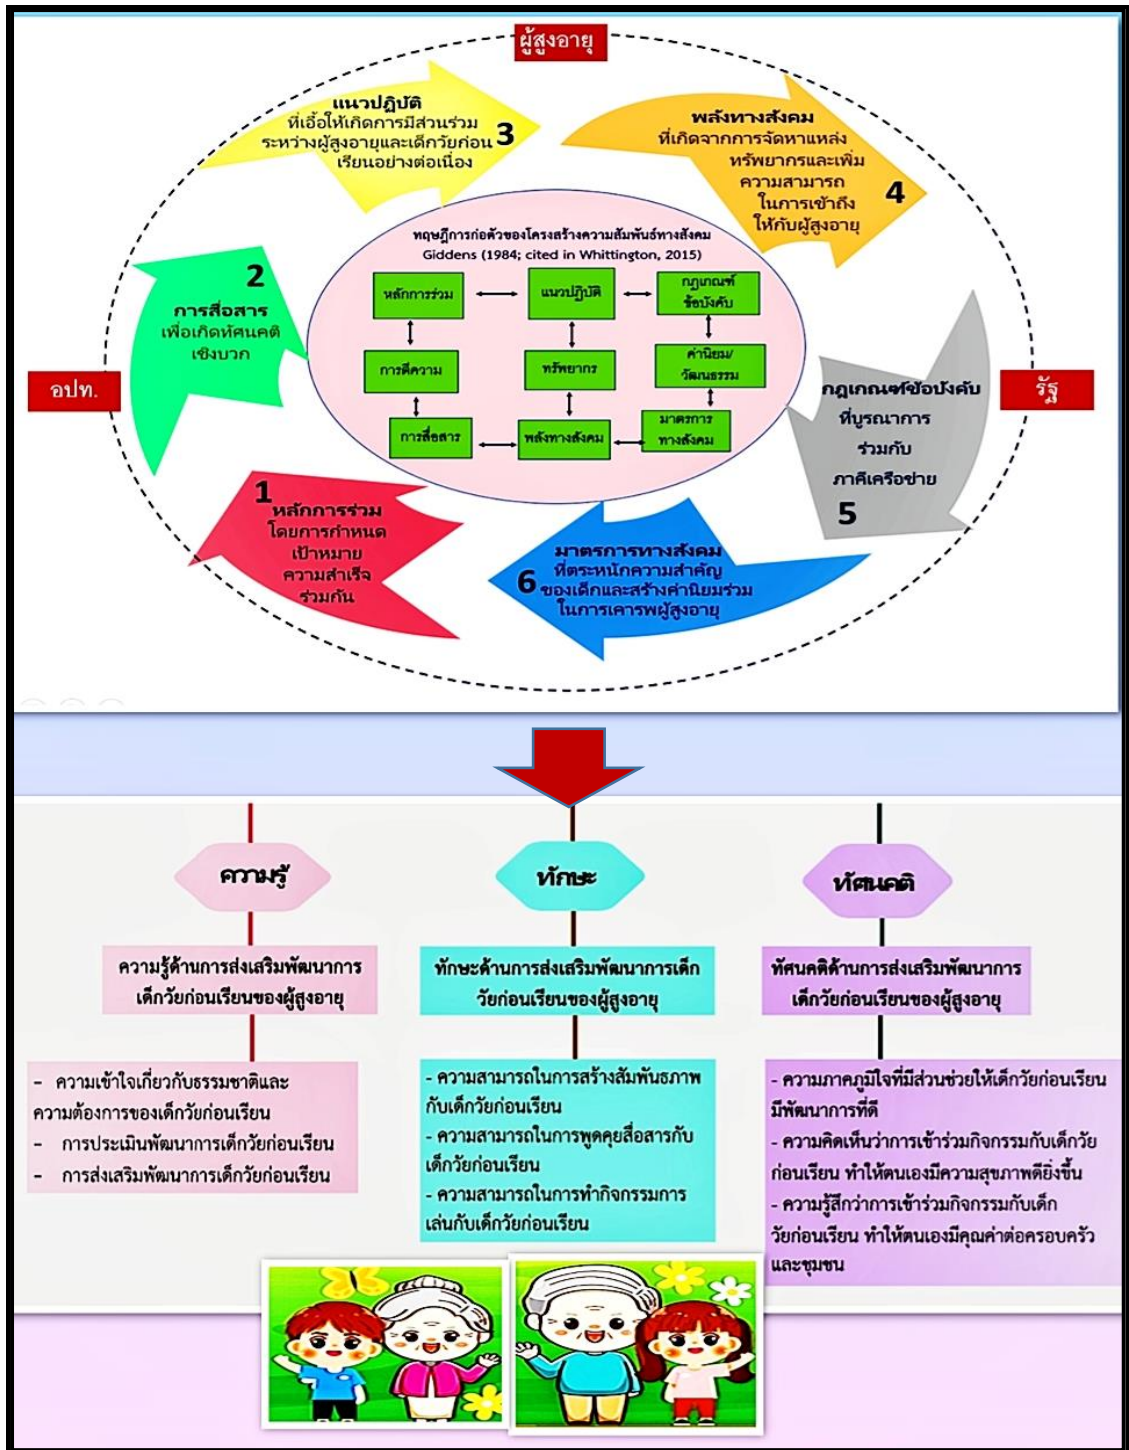 ผู้สูงอายุ
แนวปฏิบัติ
ที่เอื้อให้เกิดการมีส่วนร่วม
ระหว่างผู้สูงอายุและเด็กวัยก่อน
เรียนอย่างต่อเนื่อง
3
พลังทางสังคม
ที่เกิดจากการจัดหาแหล่ง
ทรัพยากรและเพิ่ม
ความสามารถ
ในการเข้าถึง
ให้กับผู้สูงอายุ
4
2
การสื่อสาร
เพื่อเกิดทัศนคติ
เชิงบวก
ทฤษฎีการก่อตัวของโครงสร้างความสัมพันธ์ทางสังคม
Giddens (1984; cited in Whittington, 2015)
หลักการร่วม
แนวปฏิบัติ
กฎเกณฑ์
ข้อบังคับ
การตีความ
ทรัพยากร
ค่านิยม/
วัฒนธรรม
การสื่อสาร
พลังทางสังคม
มาตรการ
ทางสังคม
อปท.
รัฐ
กฎเกณฑ์ข้อบังคับ
ที่บูรณาการ
ร่วมกับ
ภาคีเครือข่าย
5
1
หลักการร่วม
โดยการกำหนด
เป้าหมาย
ความสำเร็จ
ร่วมกัน
6
มาตรการทางสังคม
ที่ตระหนักความสำคัญ
ของเด็กและสร้างค่านิยมร่วม
ในการเคารพผู้สูงอายุ
ความรู้
ความรู้ด้านการส่งเสริมพัฒนาการ
เด็กวัยก่อนเรียนของผู้สูงอายุ
- ความเข้าใจเกี่ยวกับธรรมชาติและ
ความต้องการของเด็กวัยก่อนเรียน
- การประเมินพัฒนาการเด็กวัยก่อนเรียน
- การส่งเสริมพัฒนาการเด็กวัยก่อนเรียน
ทักษะ
ทักษะด้านการส่งเสริมพัฒนาการเด็ก
วัยก่อนเรียนของผู้สูงอายุ
- ความสามารถในการสร้างสัมพันธภาพ
กับเด็กวัยก่อนเรียน
- ความสามารถในการพูดคุยสื่อสารกับ
เด็กวัยก่อนเรียน
- ความสามารถในการทำกิจกรรมการ
เล่นกับเด็กวัยก่อนเรียน
ทัศนคติ
ทัศนคติด้านการส่งเสริมพัฒนาการ
เด็กวัยก่อนเรียนของผู้สูงอายุ
- ความภาคภูมิใจที่มีส่วนช่วยให้เด็กวัยก่อนเรียน
มีพัฒนาการที่ดี
- ความคิดเห็นว่าการเข้าร่วมกิจกรรมกับเด็กวัย
ก่อนเรียน ทำให้ตนเองมีความสุขภาพดียิ่งขึ้น
- ความรู้สึกว่าการเข้าร่วมกิจกรรมกับเด็ก
วัยก่อนเรียน ทำให้ตนเองมีคุณค่าต่อครอบครัว
และชุมชน